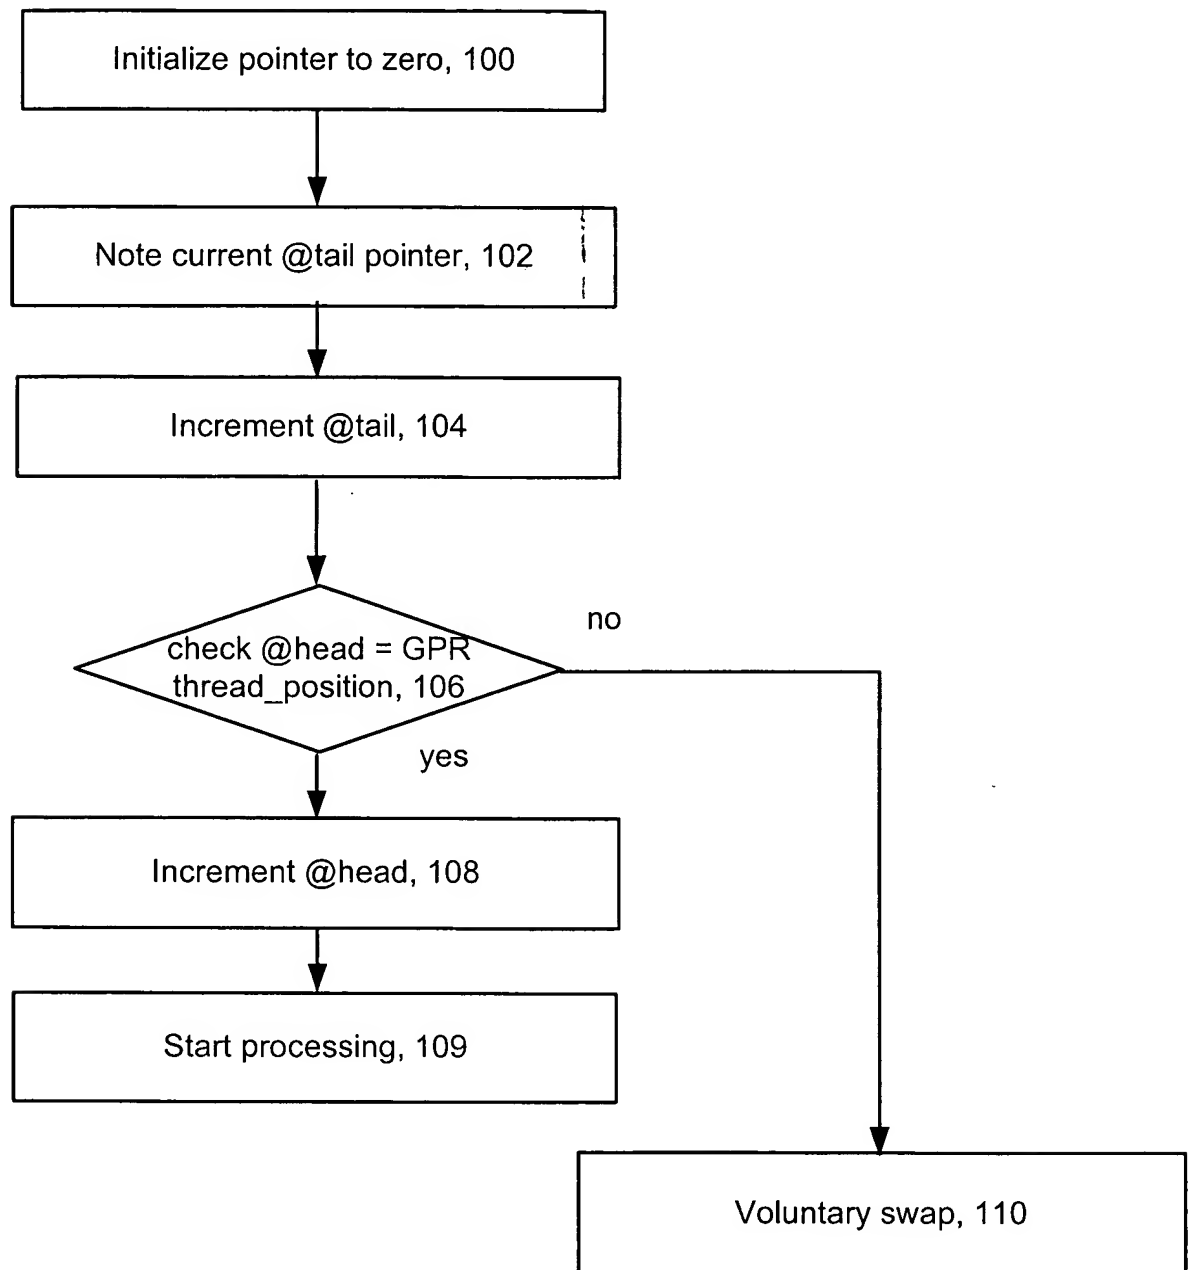 Initialize pointer to zero, 100
Note current @tail pointer, 102
Increment @tail, 104
check @head = GPR
thread_position, 106
no
yes
Increment @head, 108
Start processing, 109
Voluntary swap, 110